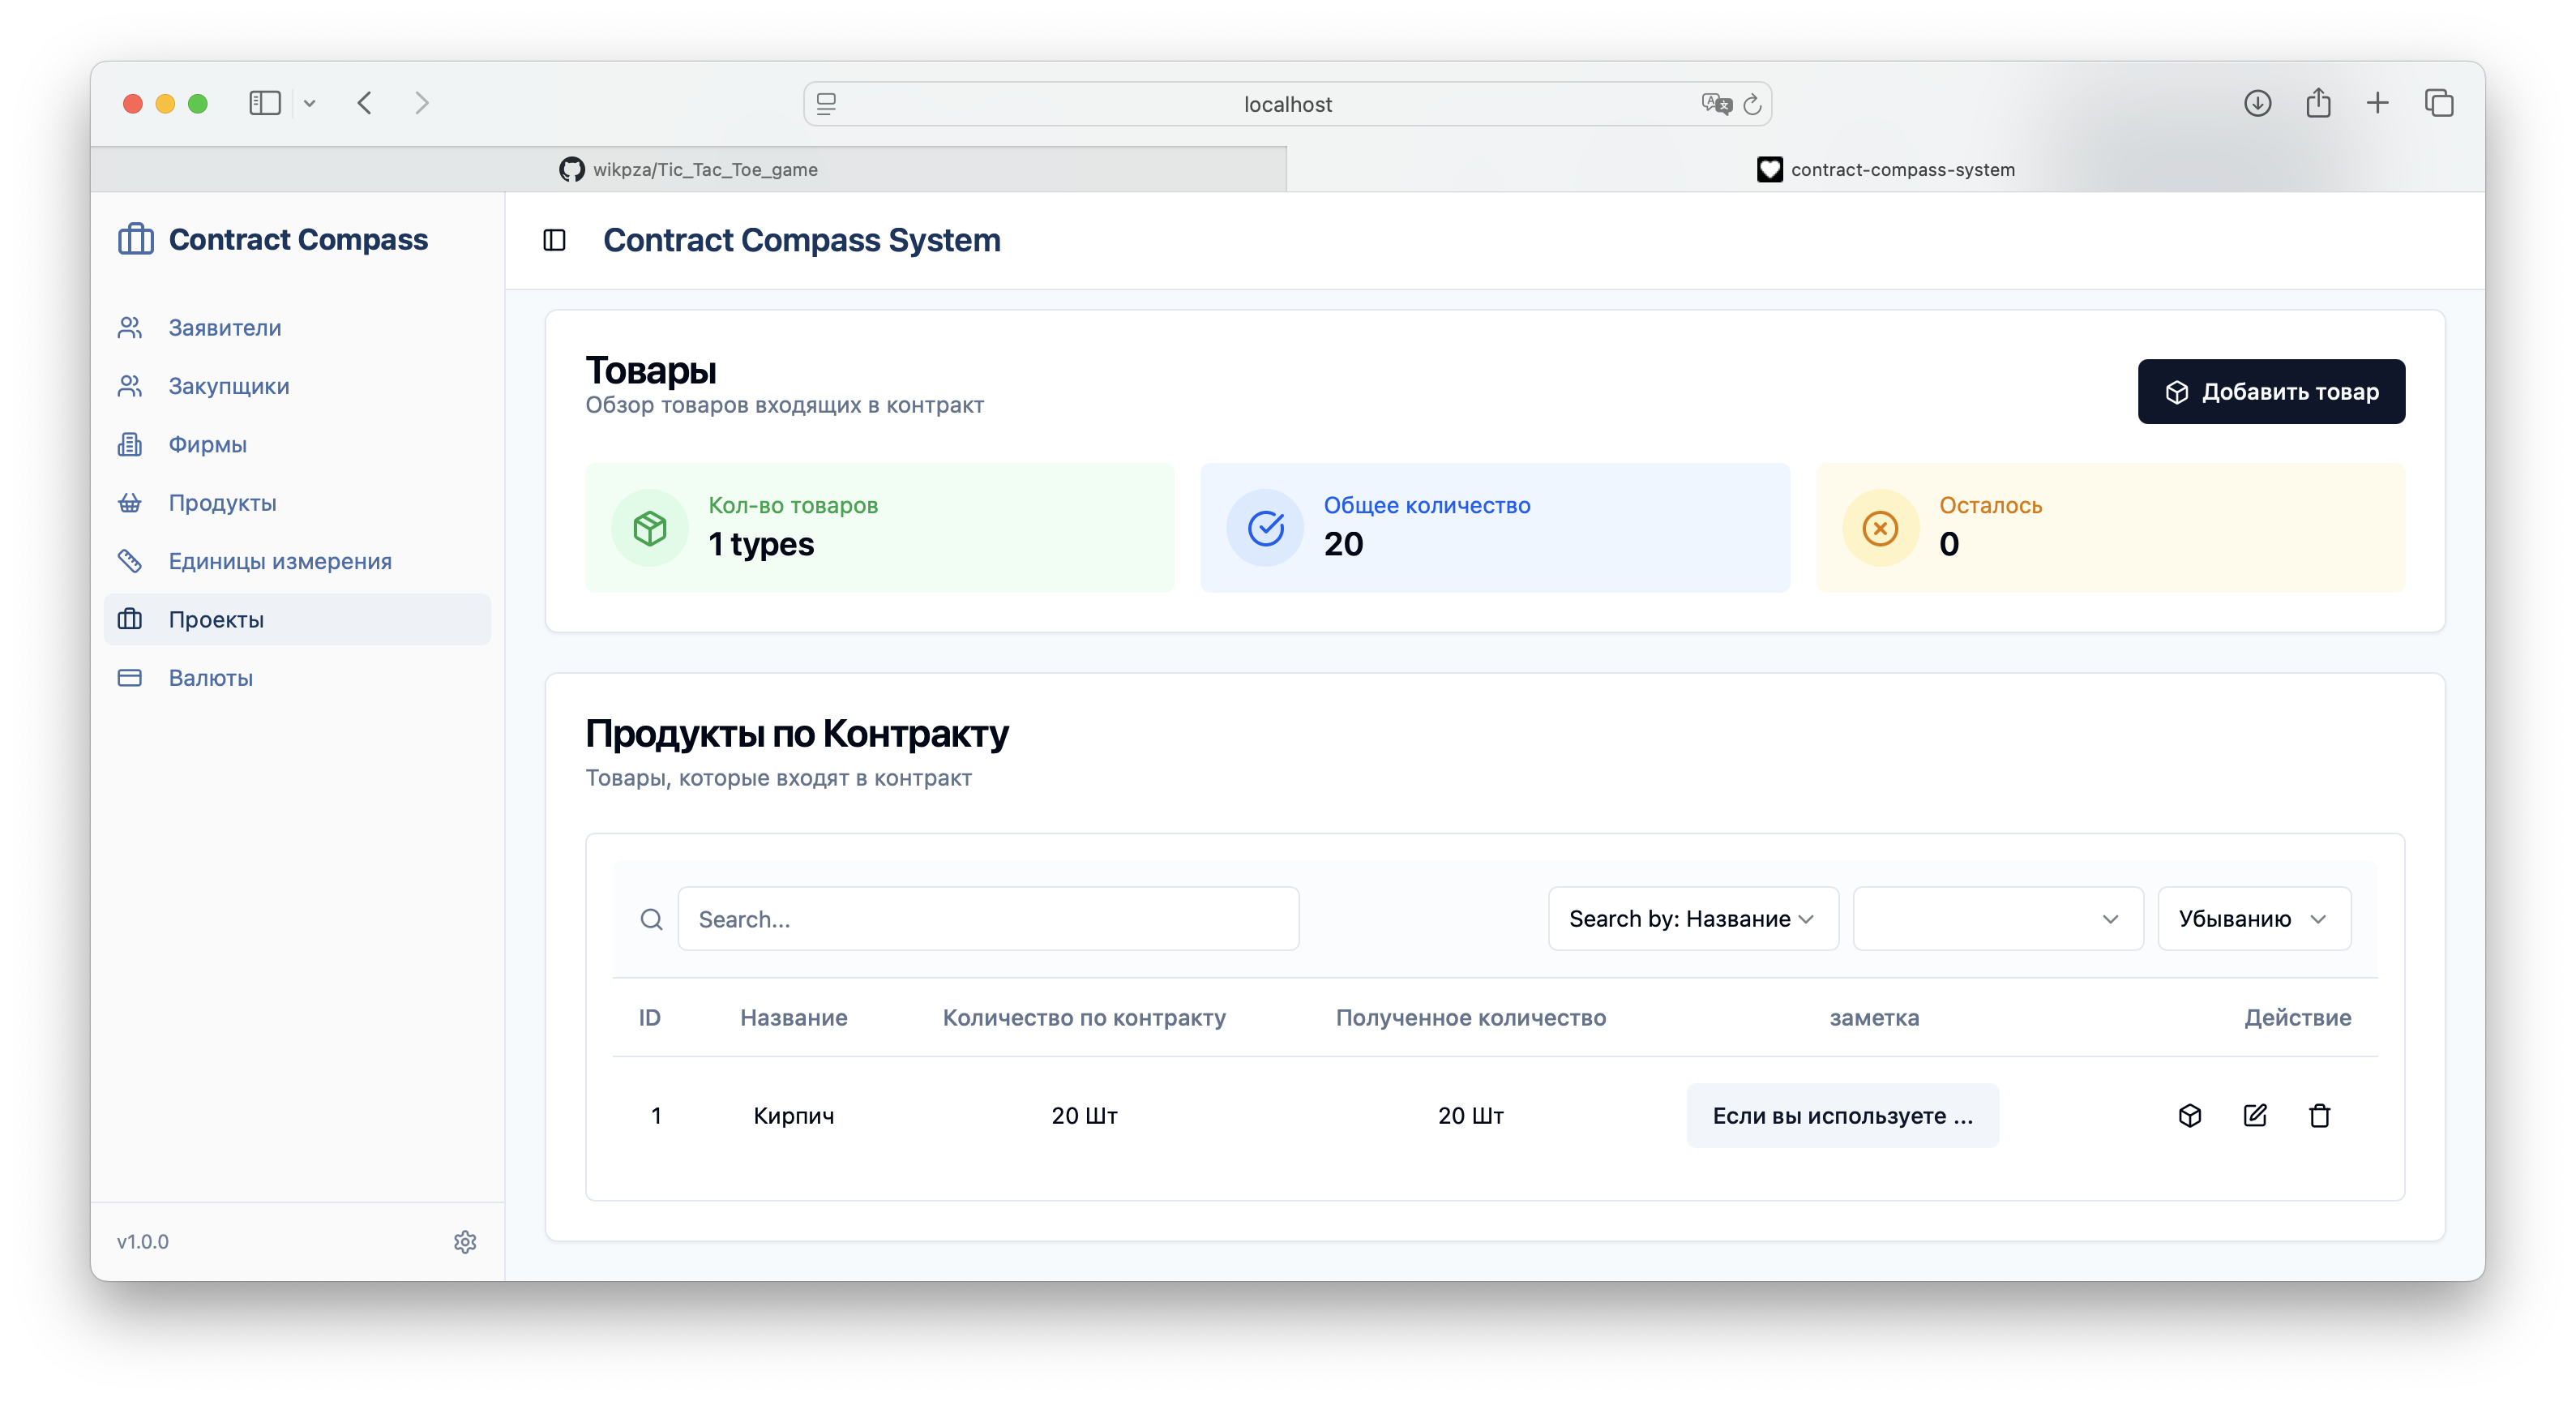 localhost
wikpza/Tic_Tac_Toe_game
contract-compass-system
Contract Compass
Contract Compass System
Заявители
Закупщики
Фирмы
Продукты
Единицы измерения
Проекты
Валюты
v1.0.0
Товары
Обзор товаров входящих в контракт
Добавить товар
Кол-во товаров
1 types
Общее количество
20
Осталось
0
Продукты по Контракту
Товары, которые входят в контракт
Search...
Search by: Название
Убыванию
ID Название Количество по контракту Полученное количество заметка Действие
1 Кирпич 20 Шт 20 Шт Если вы используете ...